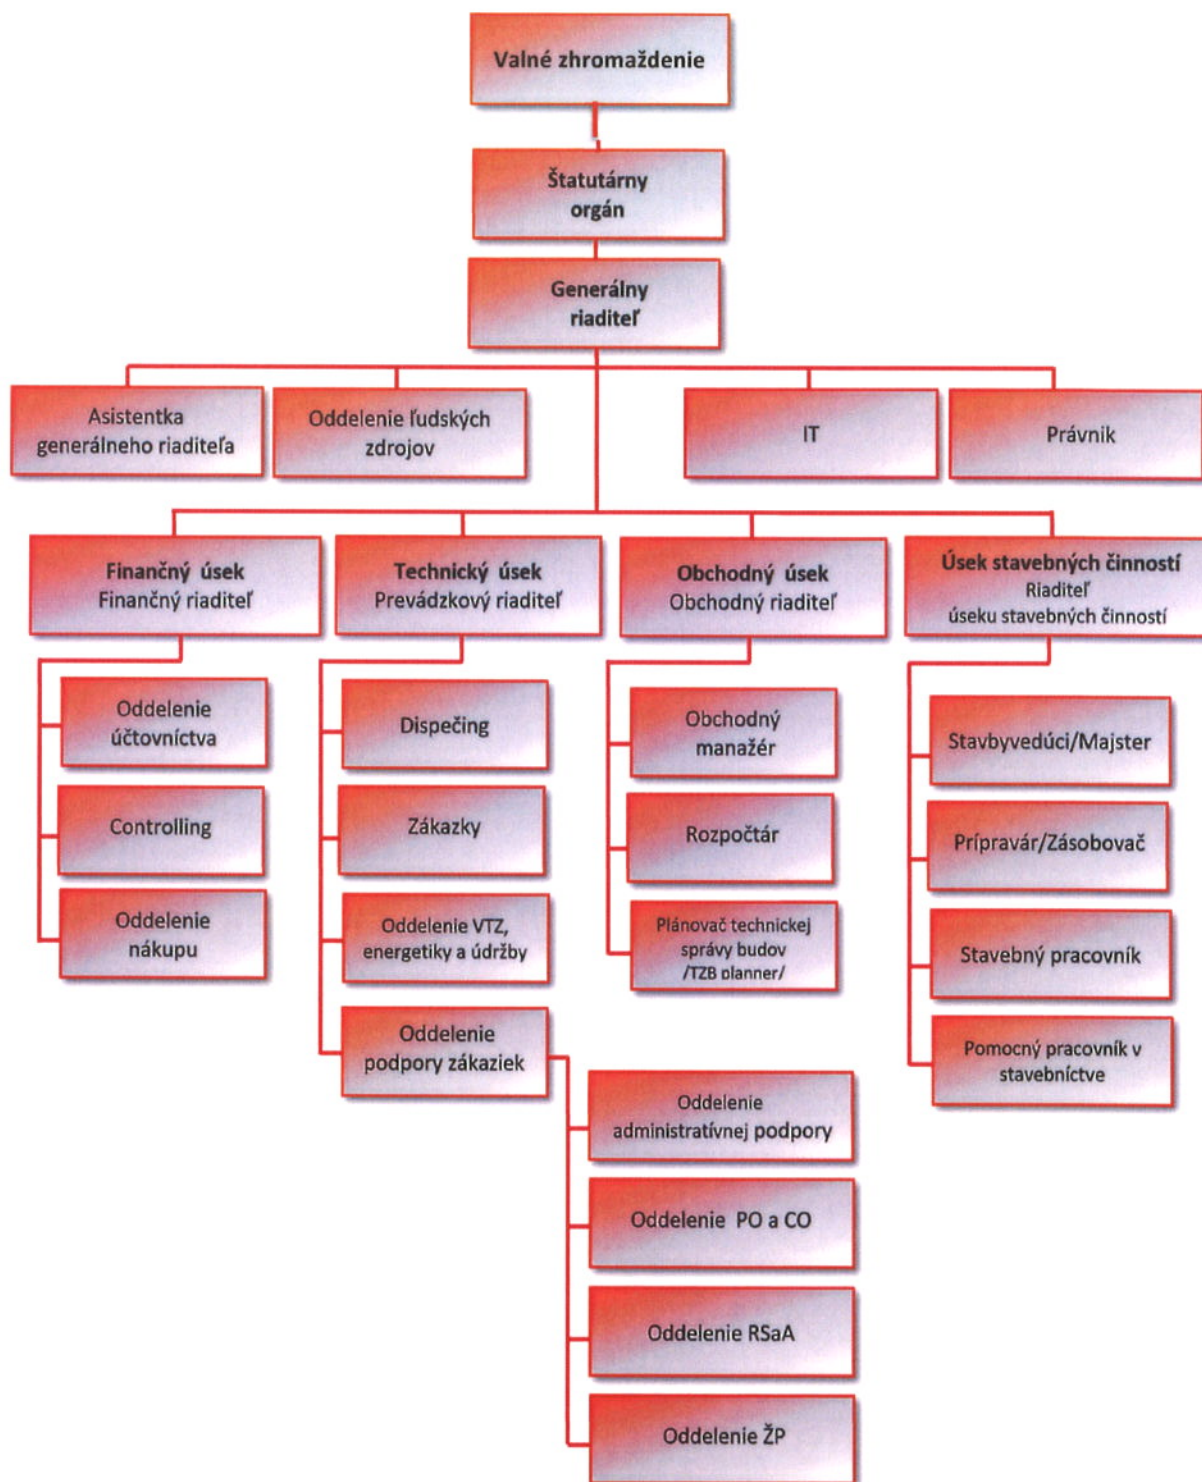 Valné zhromaždenie
Štatutárny
orgán
Generálny
riaditeľ
Asistentka
generálneho riaditeľa
Oddelenie ľudských
zdrojov
IT
Právnik
Finančný úsek
Finančný riaditeľ
Technický úsek
Prevádzkový riaditeľ
Obchodný úsek
Obchodný riaditeľ
Úsek stavebných činností
Riaditeľ
úseku stavebných činností
Oddelenie
účtovníctva
Controlling
Oddelenie
nákupu
Dispečing
Zákazky
Oddelenie VTZ,
energetiky a údržby
Oddelenie
podpory zákaziek
Oddelenie
administratívnej podpory
Oddelenie PO a CO
Oddelenie RSaA
Oddelenie ŽP
Obchodný
manažér
Rozpočtár
Plánovač technickej
správy budov
/TZB planner/
Stavbyvedúci/Majster
Prípravár/Zásobovač
Stavebný pracovník
Pomocný pracovník v
stavebníctve